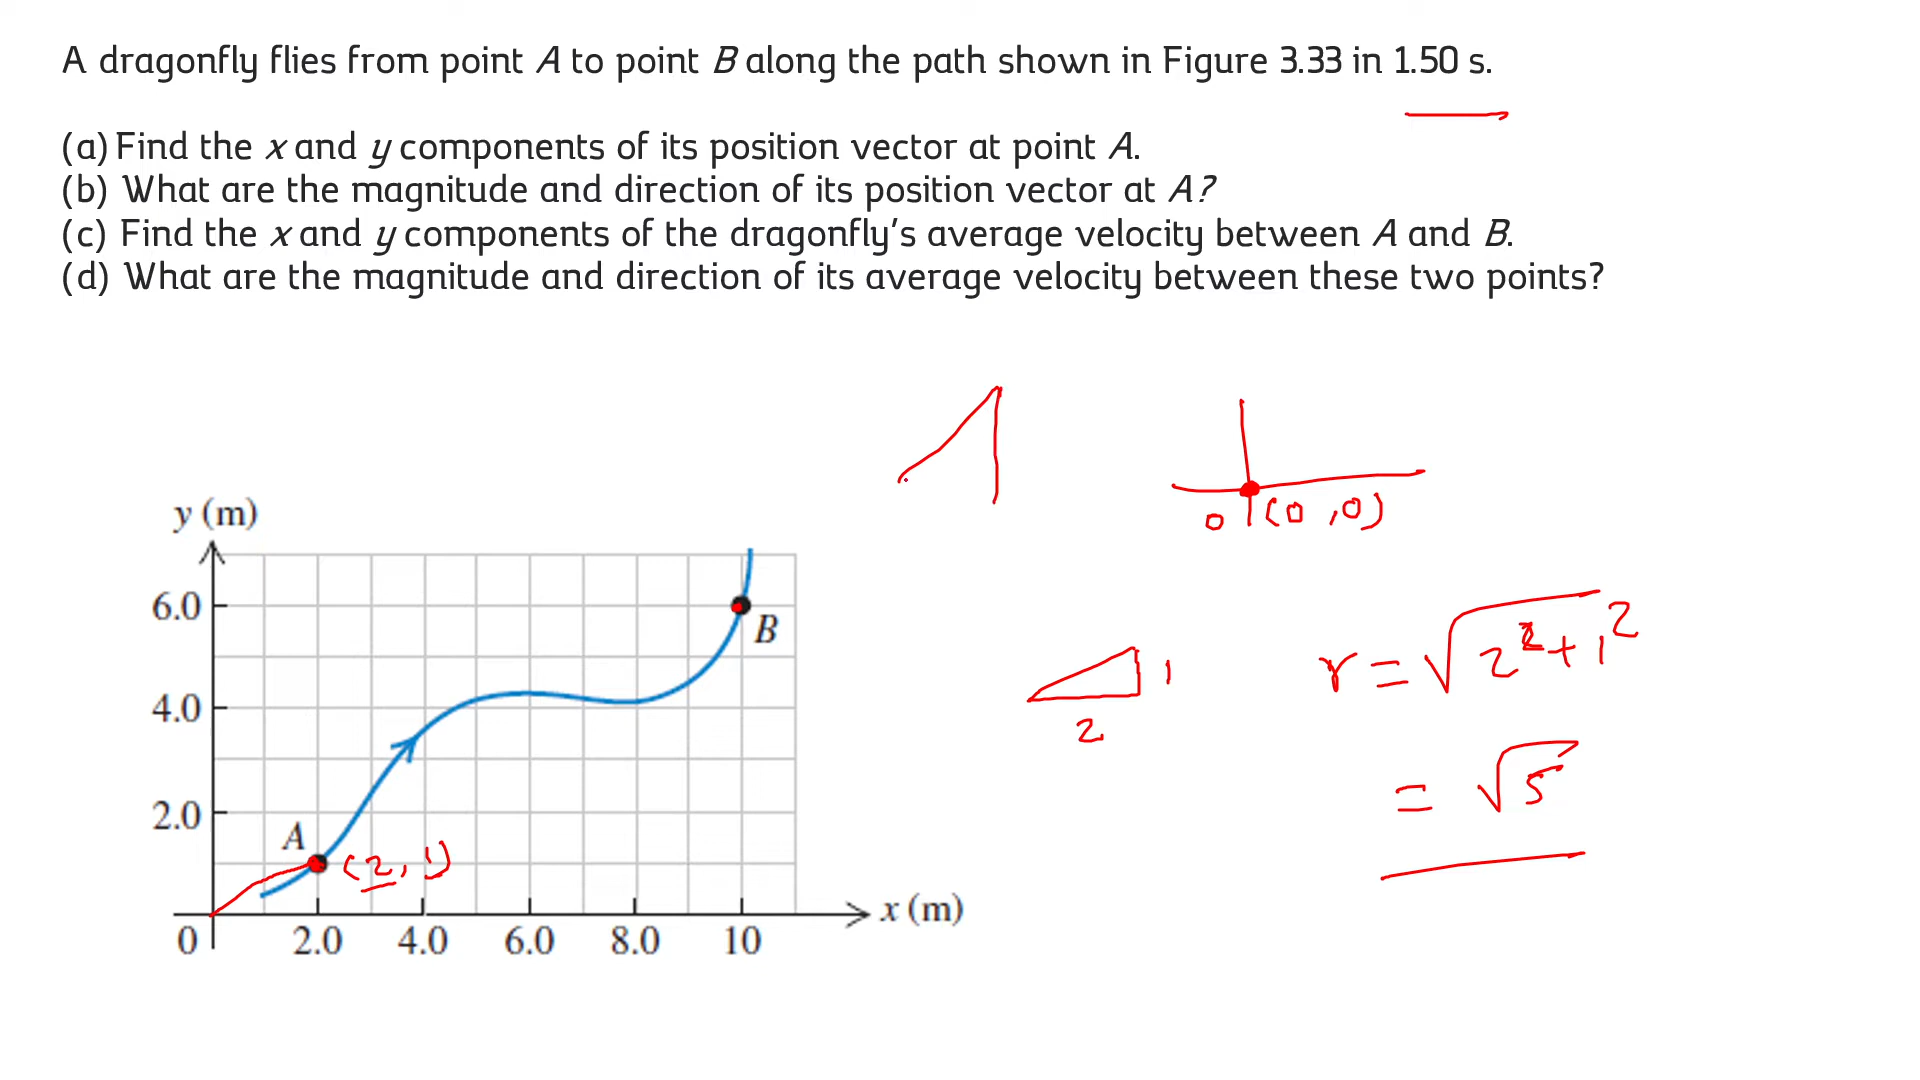 A dragonfly flies from point A to point B along the path shown in Figure 3.33 in 1.50 s.
(a) Find the x and y components of its position vector at point A.
(b) What are the magnitude and direction of its position vector at A?
(c) Find the x and y components of the dragonfly's average velocity between A and B.
(d) What are the magnitude and direction of its average velocity between these two points?
0 (0,0)
y (m)
6.0
B
r = √2²+1²
1
2
4.0
= √5
2.0
A
(2,1)
x (m)
0 2.0 4.0 6.0 8.0 10